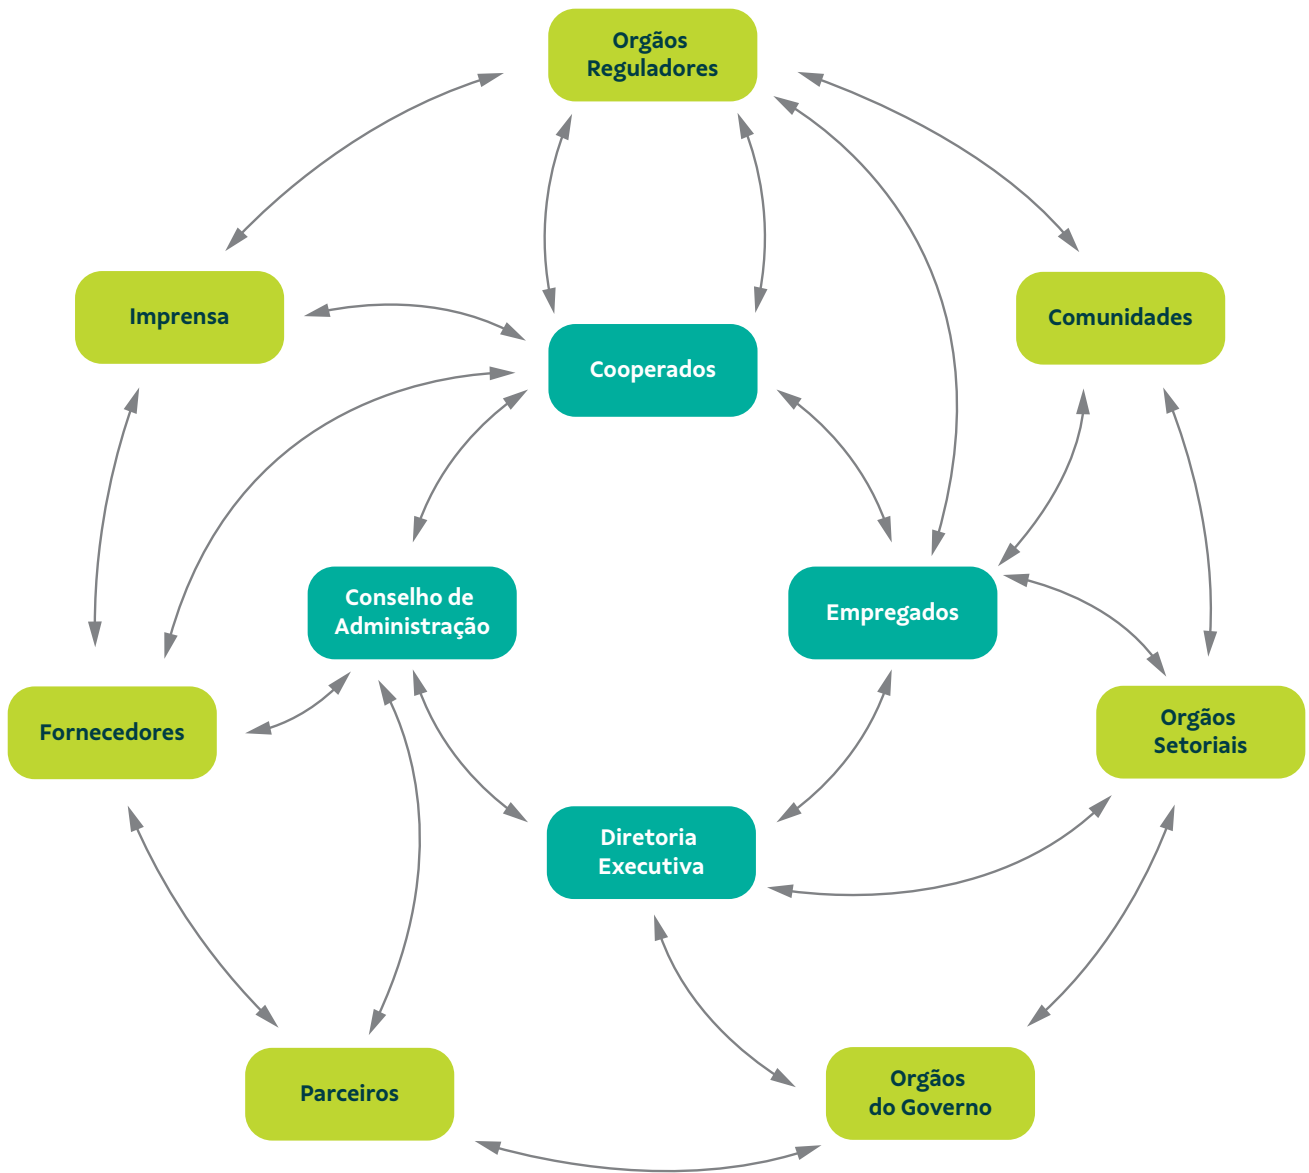 Orgãos
Reguladores
Imprensa
Comunidades
Cooperados
Conselho de
Administração
Empregados
Fornecedores
Orgãos
Setoriais
Diretoria
Executiva
Parceiros
Orgãos
do Governo